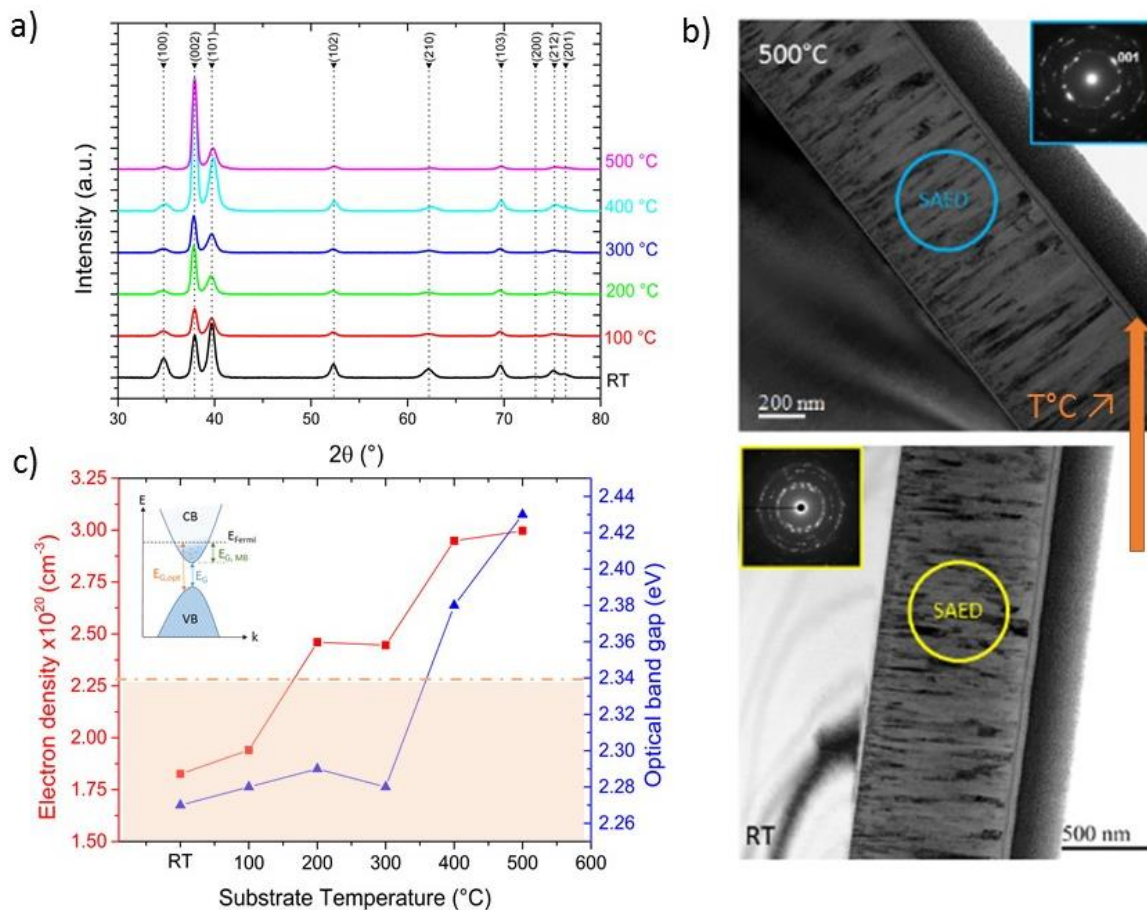 a)
(100)
(002)
(101)
(102)
(210)
(103)
(200)
(212)
(201)
Intensity (a.u.)
500 °C
400 °C
300 °C
200 °C
100 °C
RT
30 40 50 60 70 80
2θ (°)
b)
500°C
001
SAED
200 nm
T°C ↗
SAED
RT
500 nm
c)
Electron density x10²⁰ (cm⁻³)
3.25
3.00
2.75
2.50
2.25
2.00
1.75
1.50
E
CB
E_Fermi
E_G, MB
E_G,opt
E_G
VB
k
2.44
2.42
2.40
2.38
2.36
2.34
2.32
2.30
2.28
2.26
Optical band gap (eV)
RT 100 200 300 400 500 600
Substrate Temperature (°C)